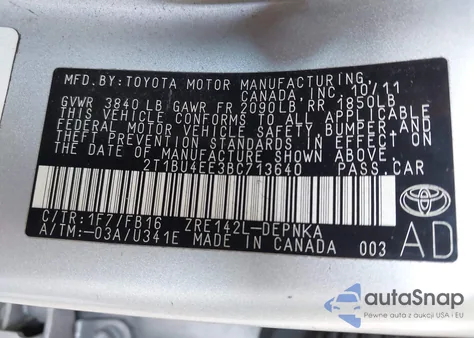 MFD.BY:TOYOTA MOTOR MANUFACTURING,
CANADA, INC. 10/11
GVWR 3840LB GAWR FR 2090LB RR 1850LB
THIS VEHICLE CONFORMS TO ALL APPLICABLE
FEDERAL MOTOR VEHICLE SAFETY, BUMPER, AND
THEFT PREVENTION STANDARDS IN EFFECT ON
THE DATE OF MANUFACTURE SHOWN ABOVE.
2T1BU4EE3BC713640 PASS.CAR
C/TR:1F7/FB16 ZRE142L-DEPNKA
A/TM:-03A/U341E MADE IN CANADA 003
AD
autoSnap
Pewne auta z aukcji USA i EU